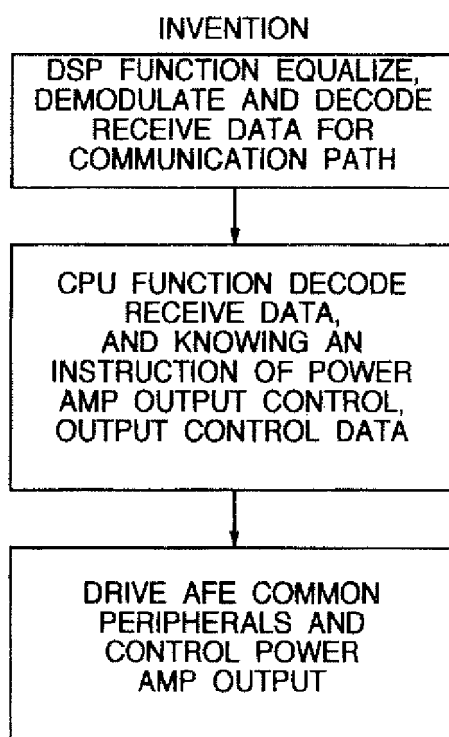 INVENTION
DSP FUNCTION EQUALIZE,
DEMODULATE AND DECODE
RECEIVE DATA FOR
COMMUNICATION PATH
CPU FUNCTION DECODE
RECEIVE DATA,
AND KNOWING AN
INSTRUCTION OF POWER
AMP OUTPUT CONTROL,
OUTPUT CONTROL DATA
DRIVE AFE COMMON
PERIPHERALS AND
CONTROL POWER
AMP OUTPUT